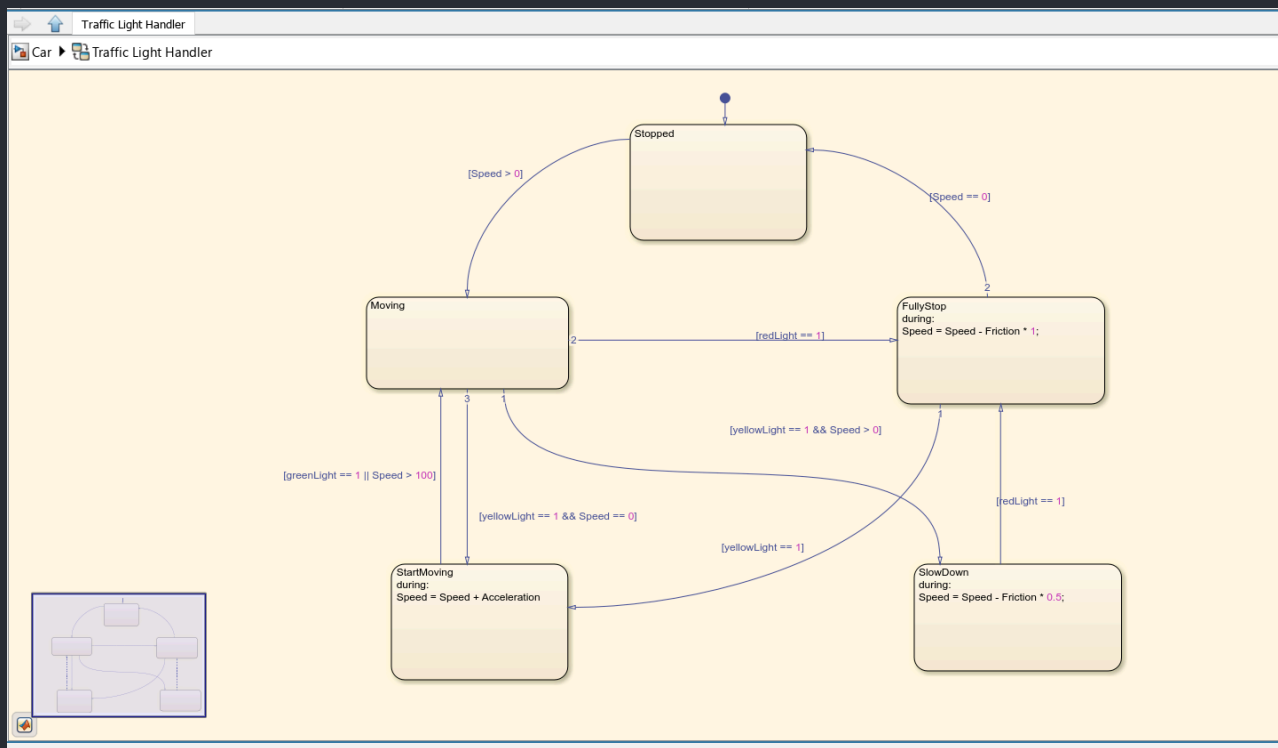 Traffic Light Handler
Car Traffic Light Handler
Stopped
[Speed > 0]
[Speed == 0]
2
Moving
FullyStop
during:
Speed = Speed - Friction * 1;
[redLight == 1]
2
3
1
1
[yellowLight == 1 && Speed > 0]
[greenLight == 1 || Speed > 100]
[redLight == 1]
[yellowLight == 1 && Speed == 0]
[yellowLight == 1]
StartMoving
during:
Speed = Speed + Acceleration
SlowDown
during:
Speed = Speed - Friction * 0.5;